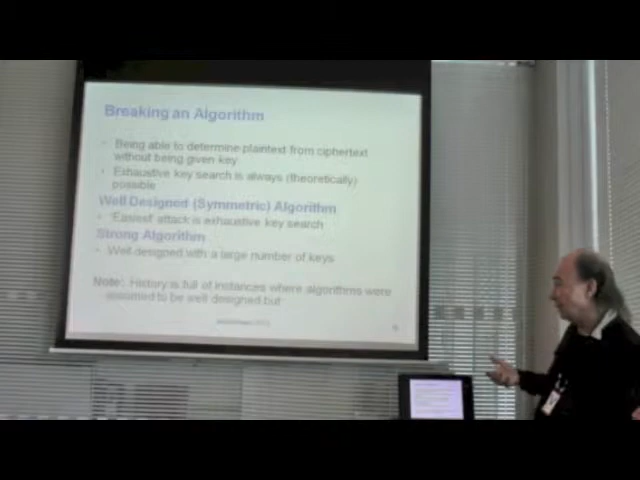 Breaking an Algorithm
• Being able to determine plaintext from ciphertext
without being given key
• Exhaustive key search is always (theoretically)
possible
Well Designed (Symmetric) Algorithm
• 'Easiest' attack is exhaustive key search
Strong Algorithm
• Well designed with a large number of keys
Note: History is full of instances where algorithms were
assumed to be well designed but